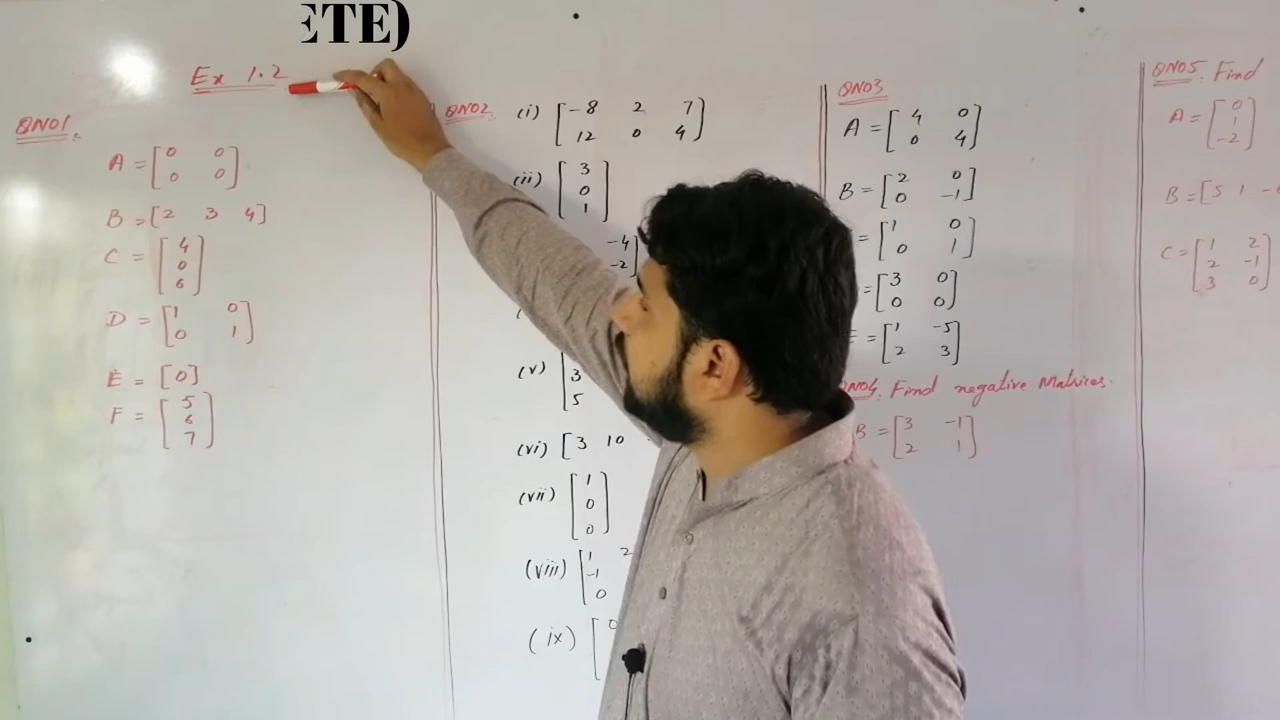 ETE)
Ex 1.2
QNO1.
A = [0 0
0 0]
B = [2 3 4]
C = [4
0
6]
D = [1 0
0 1]
E = [0]
F = [5
6
7]
QNO2.
(i) [-8 2 7
12 0 4]
(ii) [3
0
1]
-4
-2]
(v) [
3
5
(vi) [3 10
(vii) [1
0
0]
(viii) [1 2
-1
0
(ix) [0
QNO3
A = [4 0
0 4]
B = [2 0
0 -1]
= [1 0
0 1]
= [3 0
0 0]
= [1 -5
2 3]
QNO4. Find negative Matrices.
B = [3 -1
2 1]
QNO5. Find
A = [0
1
-2]
B = [5 1
C = [1 2
2 -1
3 0]